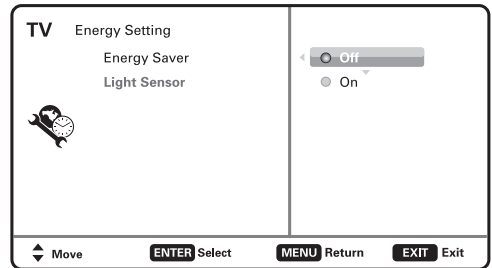 TV Energy Setting
Energy Saver
Off
Light Sensor
On
Move ENTER Select MENU Return EXIT Exit